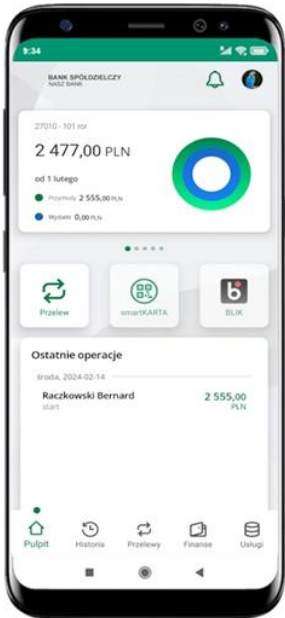 9:34
BANK SPÓŁDZIELCZY
NASZ BANK
27010 - 101 ror
2 477,00 PLN
od 1 lutego
Przychody 2 555,00 PLN
Wydatki 0,00 PLN
Przelew
smartKARTA
BLIK
Ostatnie operacje
środa, 2024-02-14
Raczkowski Bernard
2 555,00
start
PLN
Pulpit
Historia
Przelewy
Finanse
Usługi